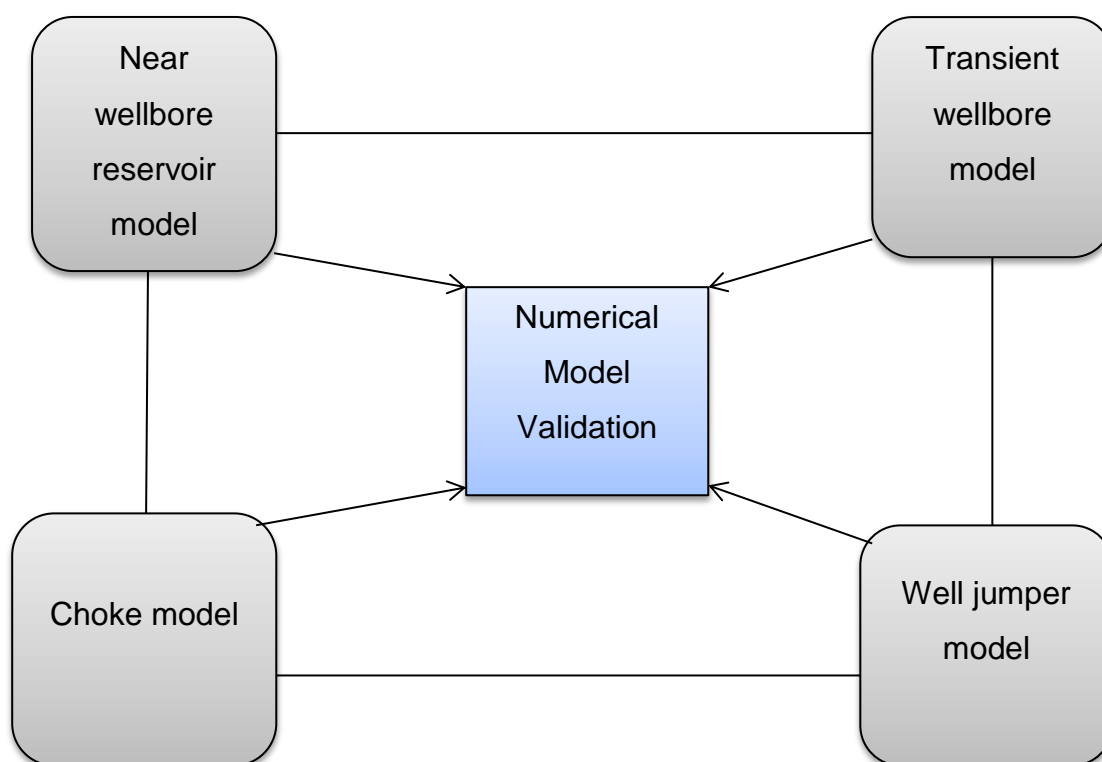 Near
wellbore
reservoir
model
Transient
wellbore
model
Numerical
Model
Validation
Choke model
Well jumper
model